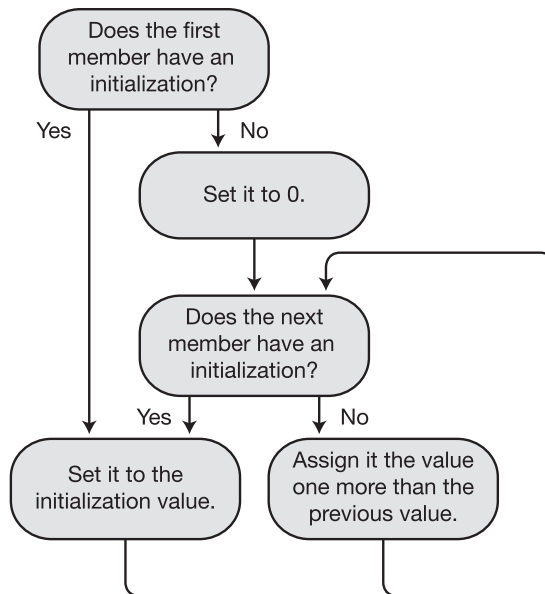 Does the first
member have an
initialization?
Yes
No
Set it to 0.
Does the next
member have an
initialization?
Yes
No
Set it to the
initialization value.
Assign it the value
one more than the
previous value.